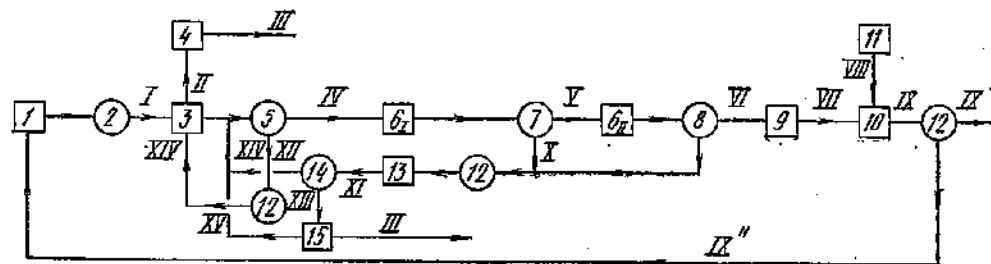 4 III 11
I II IV V VI VIII VII IX IX'
1 2 3 5 6I 7 6II 8 9 10 12
XIV XIV XII X
14 13 12
XI
12 XIII
XV 15 III
IX"